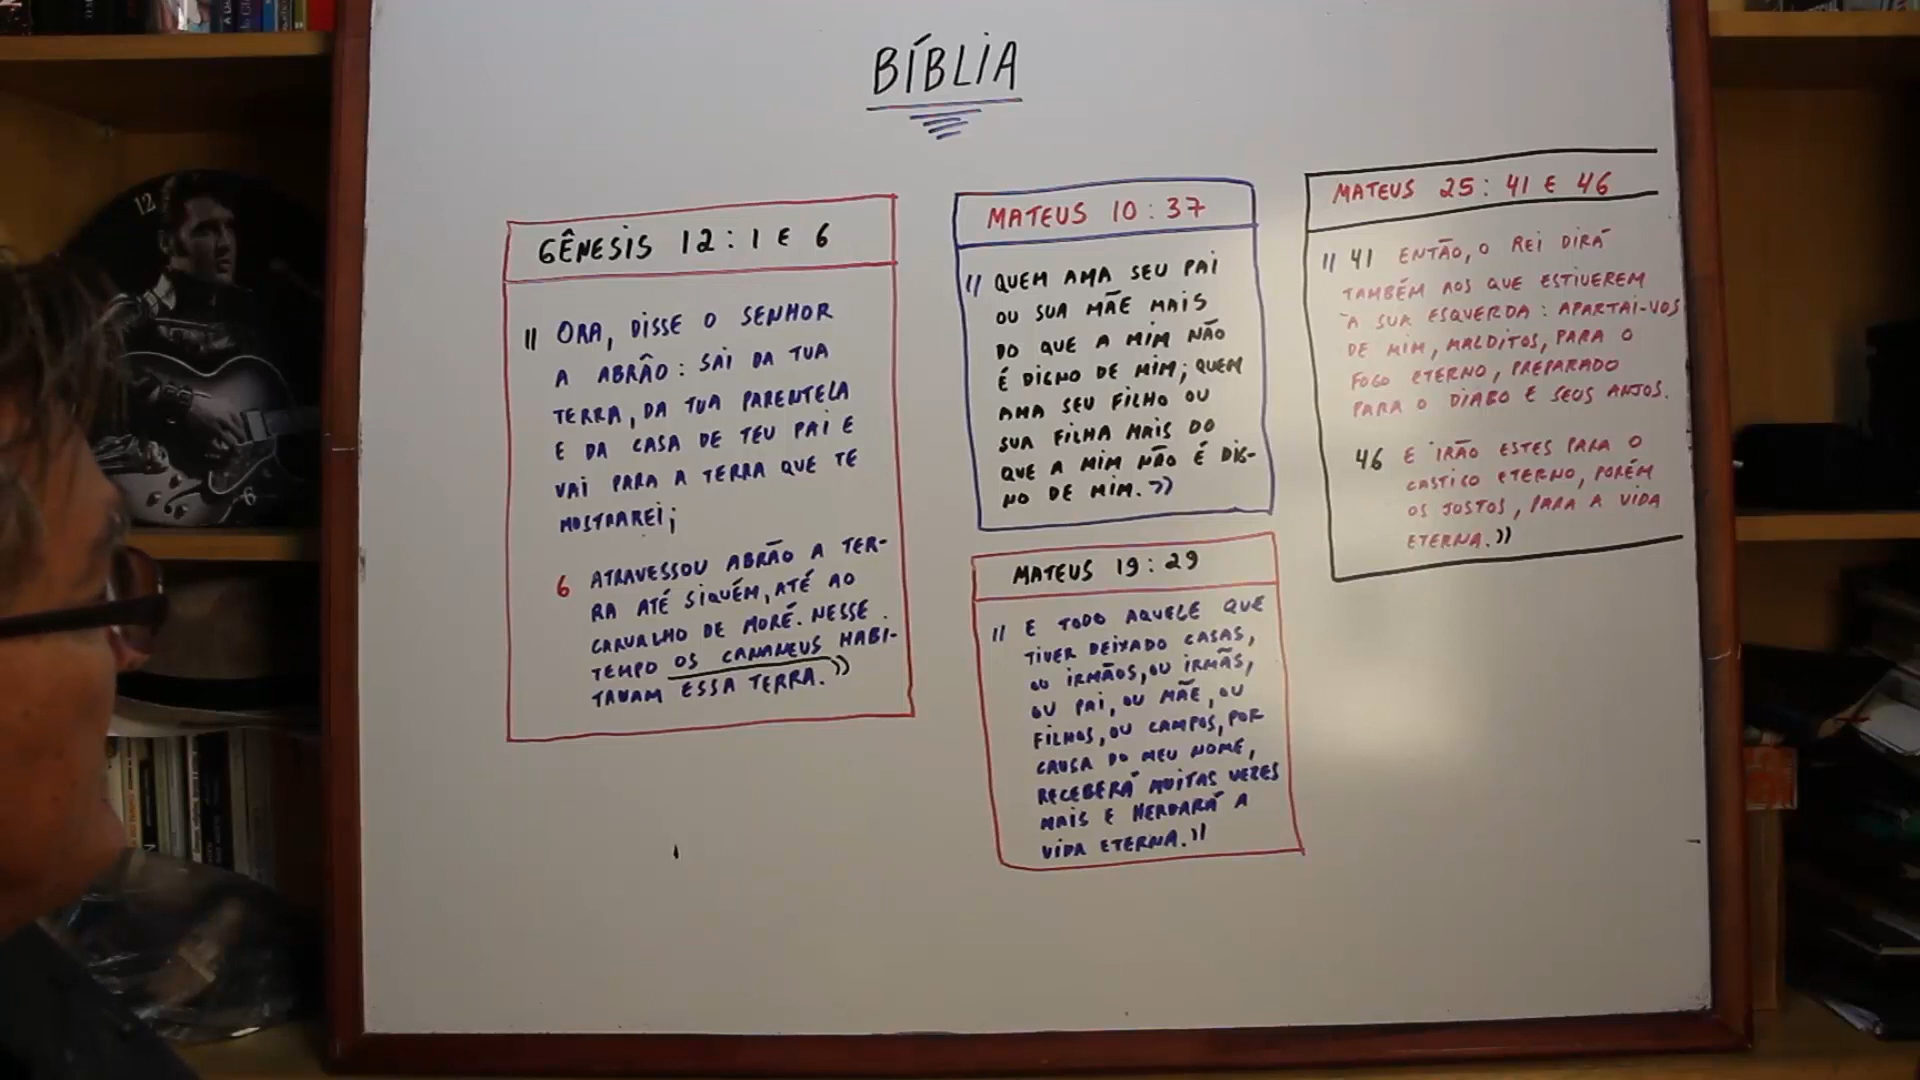 BÍBLIA
GÊNESIS 12:1 E 6
" ORA, DISSE O SENHOR
A ABRÃO: SAI DA TUA
TERRA, DA TUA PARENTELA
E DA CASA DE TEU PAI E
VAI PARA A TERRA QUE TE
MOSTRAREI;
6 ATRAVESSOU ABRÃO A TER-
RA ATÉ SIQUÉM, ATÉ AO
CARVALHO DE MORÉ. NESSE
TEMPO OS CANANEUS HABI-
TAVAM ESSA TERRA."
MATEUS 10:37
" QUEM AMA SEU PAI
OU SUA MÃE MAIS
DO QUE A MIM NÃO
É DIGNO DE MIM; QUEM
AMA SEU FILHO OU
SUA FILHA MAIS DO
QUE A MIM NÃO É DIG-
NO DE MIM."
MATEUS 19:29
" E TODO AQUELE QUE
TIVER DEIXADO CASAS,
OU IRMÃOS, OU IRMÃS,
OU PAI, OU MÃE, OU
FILHOS, OU CAMPOS, POR
CAUSA DO MEU NOME,
RECEBERÁ MUITAS VEZES
MAIS E HERDARÁ A
VIDA ETERNA."
MATEUS 25:41 E 46
" 41 ENTÃO, O REI DIRÁ
TAMBÉM AOS QUE ESTIVEREM
À SUA ESQUERDA: APARTAI-VOS
DE MIM, MALDITOS, PARA O
FOGO ETERNO, PREPARADO
PARA O DIABO E SEUS ANJOS.
46 E IRÃO ESTES PARA O
CASTIGO ETERNO, PORÉM
OS JUSTOS, PARA A VIDA
ETERNA."
12
6